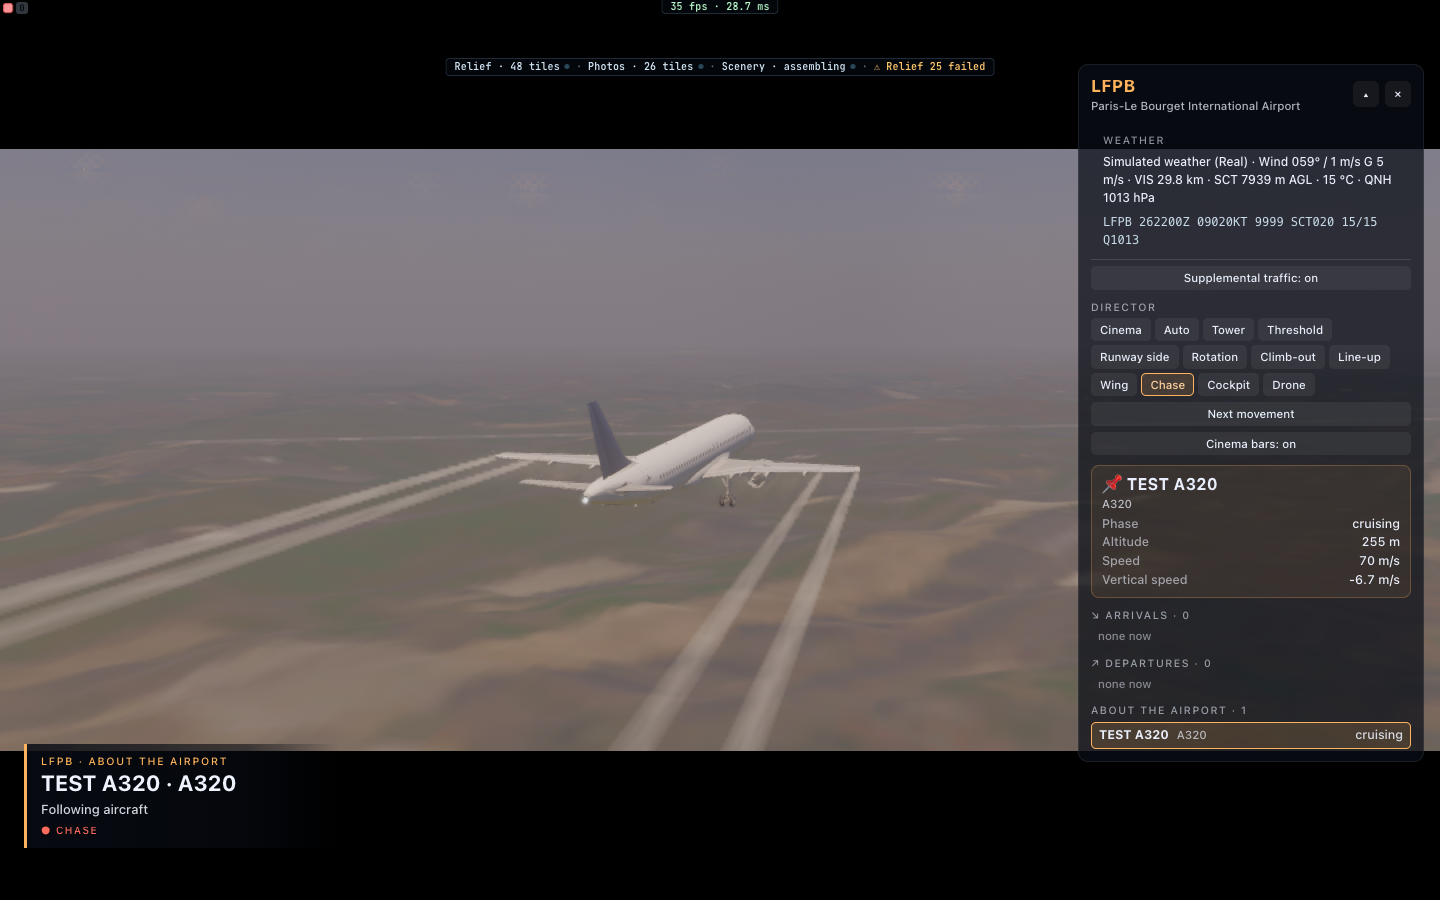 0
35 fps · 28.7 ms
Relief · 48 tiles · Photos · 26 tiles · Scenery · assembling · ⚠ Relief 25 failed
LFPB
Paris-Le Bourget International Airport
WEATHER
Simulated weather (Real) · Wind 059° / 1 m/s G 5
m/s · VIS 29.8 km · SCT 7939 m AGL · 15 °C · QNH
1013 hPa
LFPB 262200Z 09020KT 9999 SCT020 15/15
Q1013
Supplemental traffic: on
DIRECTOR
Cinema Auto Tower Threshold
Runway side Rotation Climb-out Line-up
Wing Chase Cockpit Drone
Next movement
Cinema bars: on
📌 TEST A320
A320
Phase cruising
Altitude 255 m
Speed 70 m/s
Vertical speed -6.7 m/s
↘ ARRIVALS · 0
none now
↗ DEPARTURES · 0
none now
ABOUT THE AIRPORT · 1
TEST A320 A320 cruising
LFPB · ABOUT THE AIRPORT
TEST A320 · A320
Following aircraft
CHASE